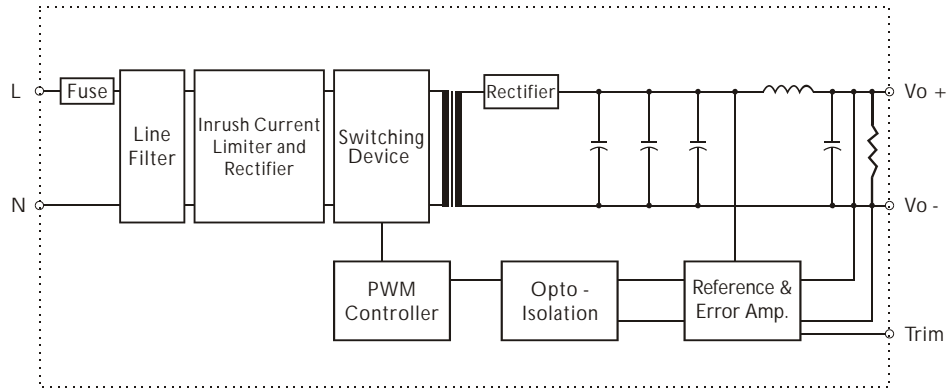 L
Fuse
Line
Filter
Inrush Current
Limiter and
Rectifier
Switching
Device
Rectifier
Vo +
N
Vo -
PWM
Controller
Opto -
Isolation
Reference &
Error Amp.
Trim